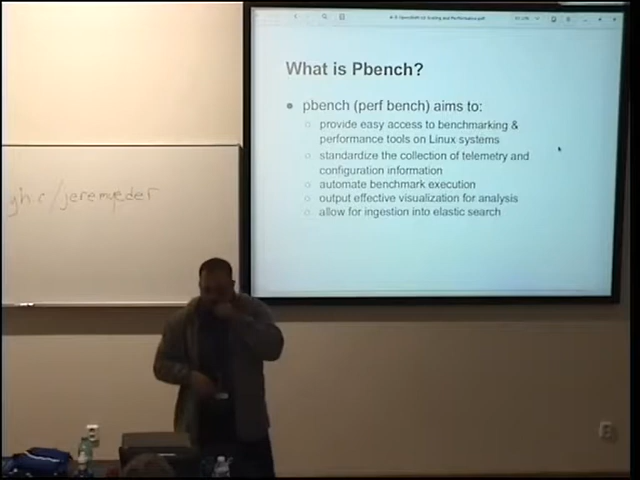 What is Pbench?
● pbench (perf bench) aims to:
○ provide easy access to benchmarking &
performance tools on Linux systems
○ standardize the collection of telemetry and
configuration information
○ automate benchmark execution
○ output effective visualization for analysis
○ allow for ingestion into elastic search
gh.c/jeremyeder